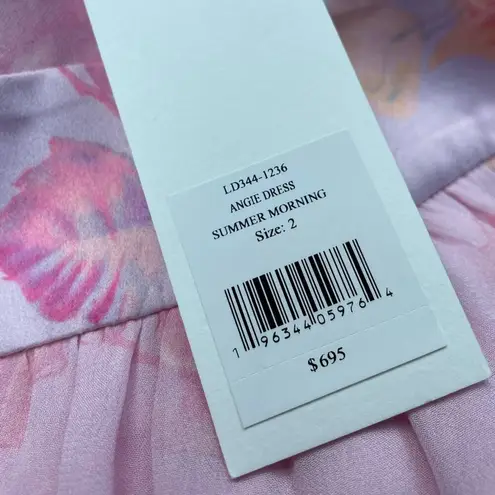 LD344-1236
ANGIE DRESS
SUMMER MORNING
Size: 2
1 96344 05976 4
$695